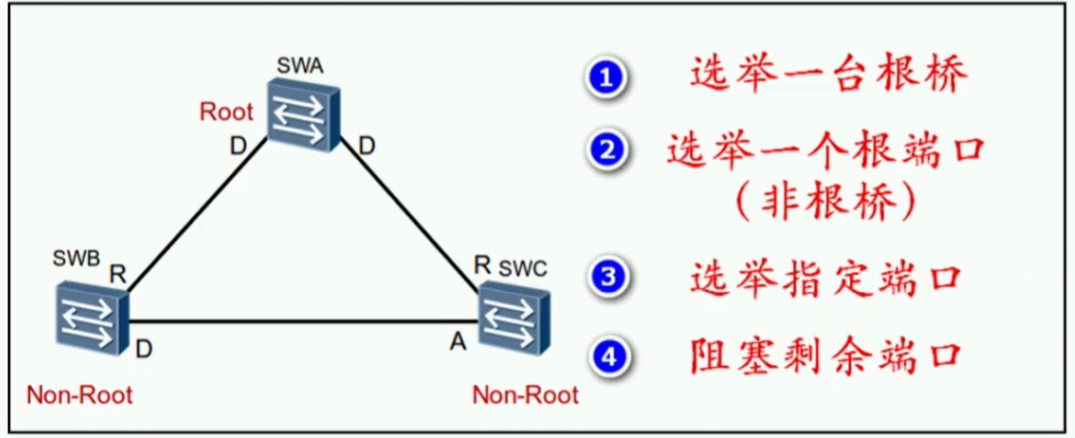 SWA
Root
D
D
SWB
R
R SWC
D
A
Non-Root
Non-Root
1 选举一台根桥
2 选举一个根端口
(非根桥)
3 选举指定端口
4 阻塞剩余端口